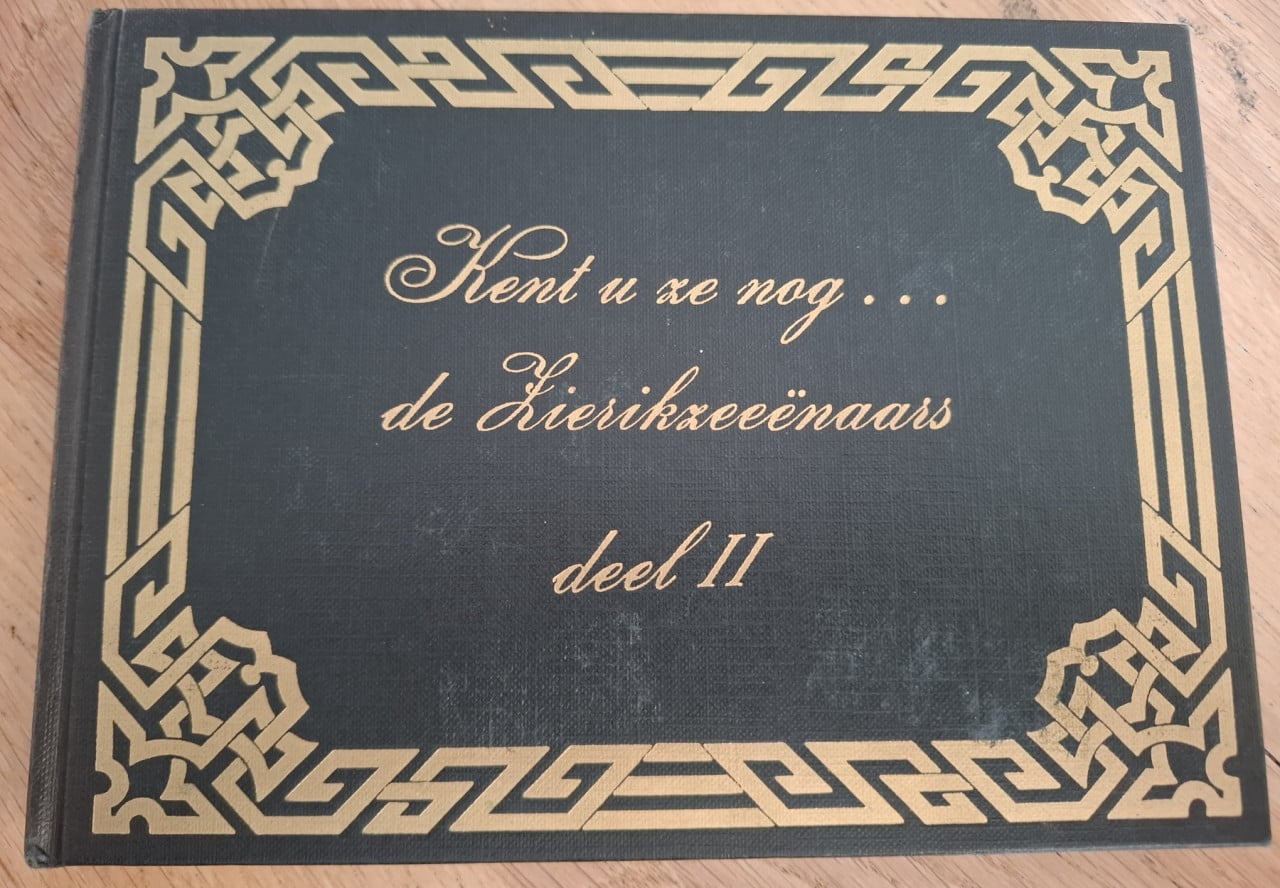 Kent u ze nog...
de Zierikzeeënaars
deel II